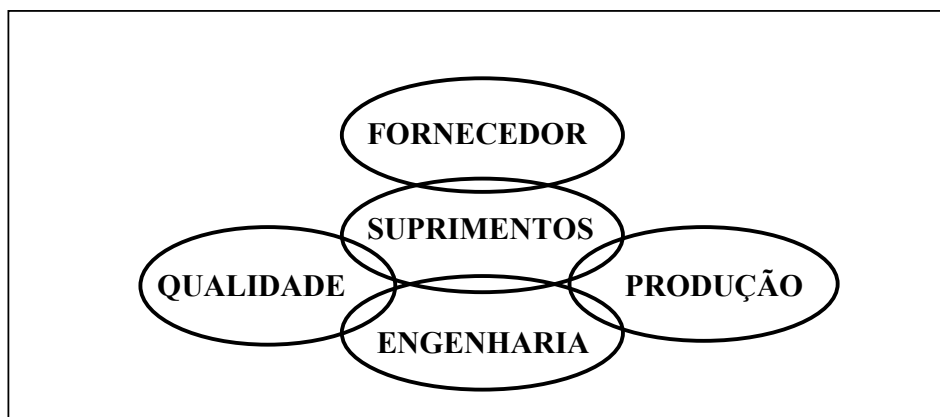 FORNECEDOR
SUPRIMENTOS
QUALIDADE
PRODUÇÃO
ENGENHARIA